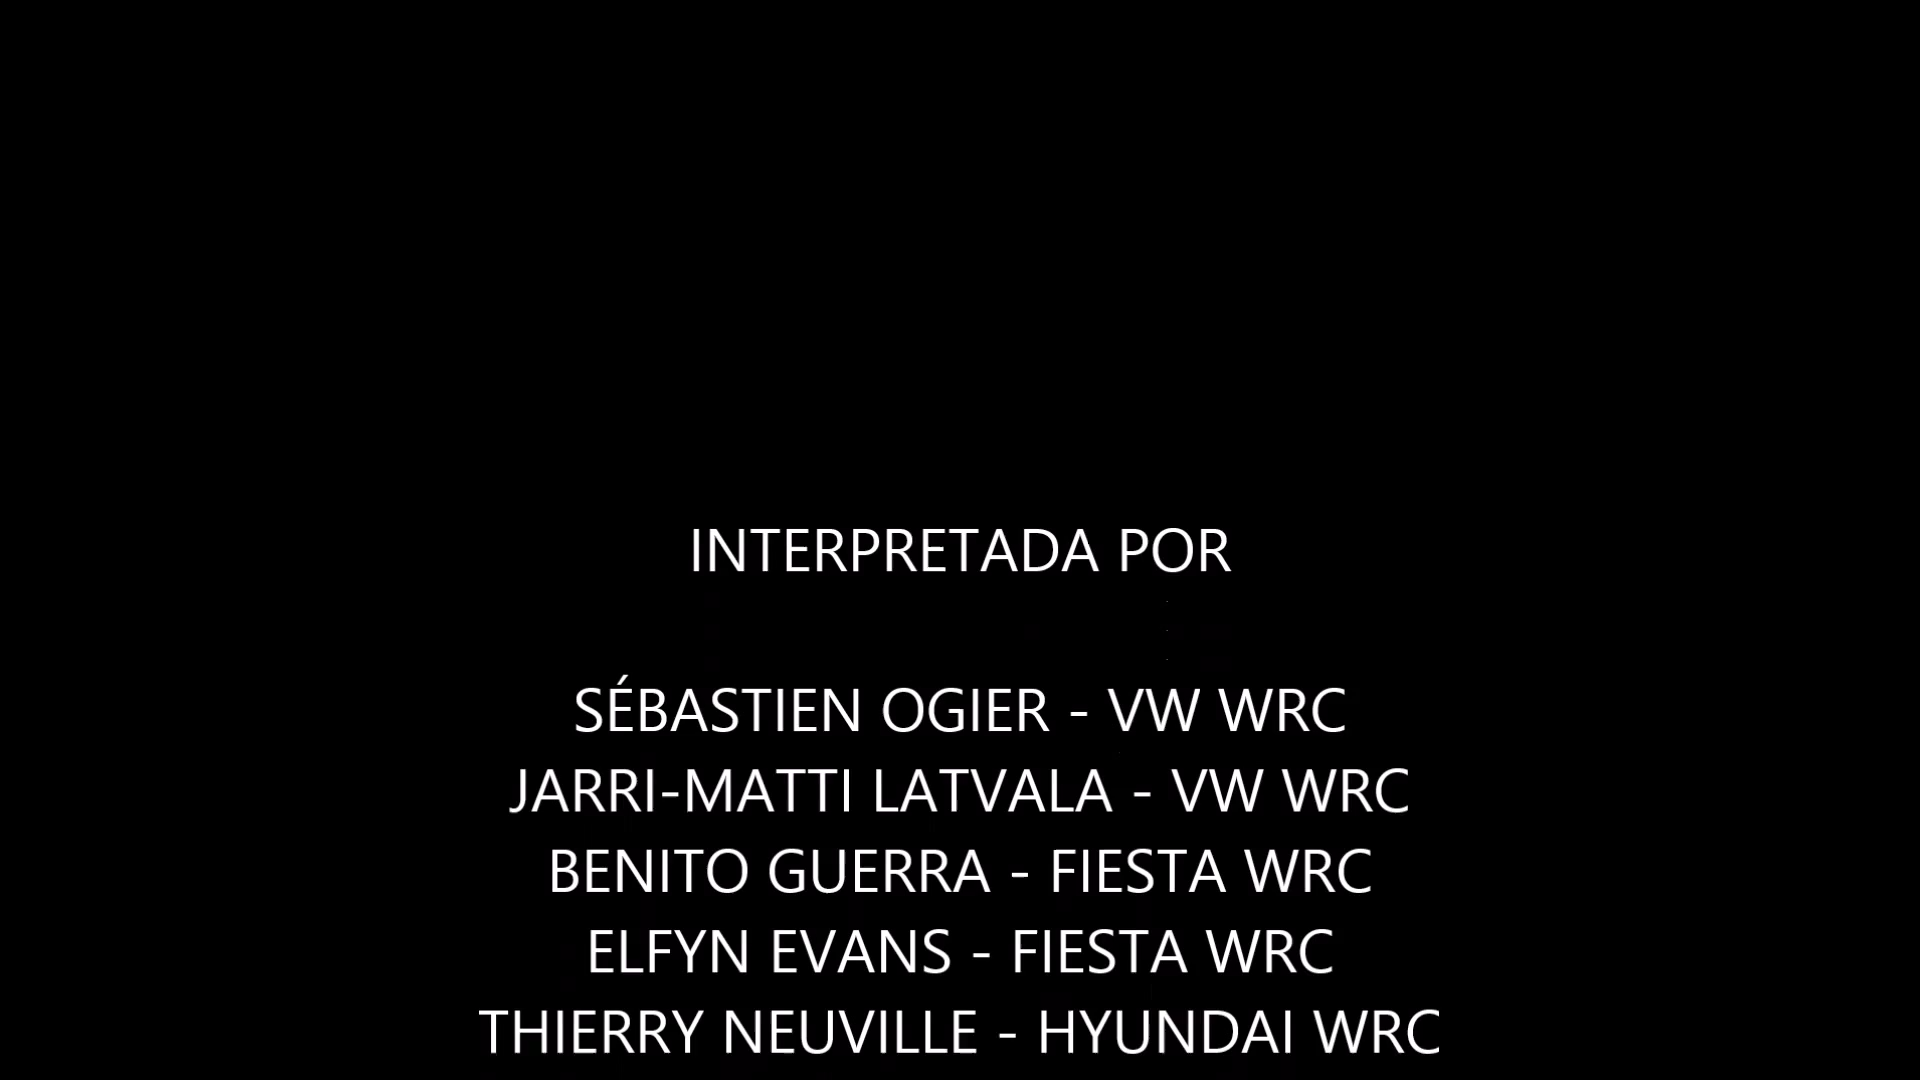 INTERPRETADA POR
SÉBASTIEN OGIER - VW WRC
JARRI-MATTI LATVALA - VW WRC
BENITO GUERRA - FIESTA WRC
ELFYN EVANS - FIESTA WRC
THIERRY NEUVILLE - HYUNDAI WRC